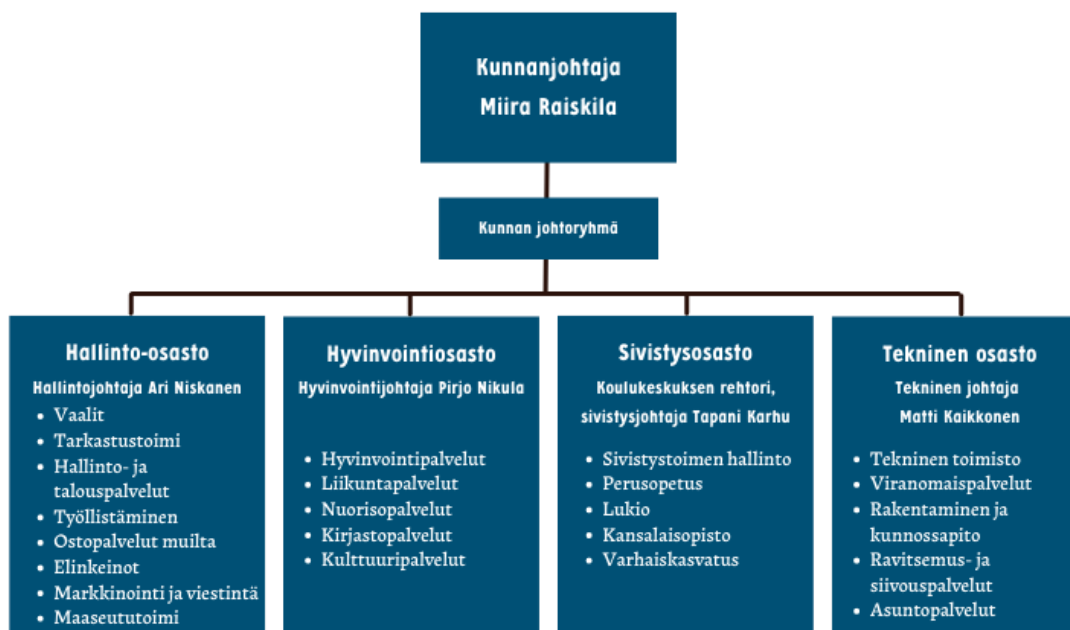 Kunnanjohtaja
Miira Raiskila
Kunnan johtoryhmä
Hallinto-osasto
Hallintojohtaja Ari Niskanen
• Vaalit
• Tarkastustoimi
• Hallinto- ja
talouspalvelut
• Työllistäminen
• Ostopalvelut muilta
• Elinkeinot
• Markkinointi ja viestintä
• Maaseututoimi
Hyvinvointiosasto
Hyvinvointijohtaja Pirjo Nikula
• Hyvinvointipalvelut
• Liikuntapalvelut
• Nuorisopalvelut
• Kirjastopalvelut
• Kulttuuripalvelut
Sivistysosasto
Koulukeskuksen rehtori,
sivistysjohtaja Tapani Karhu
• Sivistystoimen hallinto
• Perusopetus
• Lukio
• Kansalaisopisto
• Varhaiskasvatus
Tekninen osasto
Tekninen johtaja
Matti Kaikkonen
• Tekninen toimisto
• Viranomaispalvelut
• Rakentaminen ja
kunnossapito
• Ravitsemus- ja
siivouspalvelut
• Asuntopalvelut